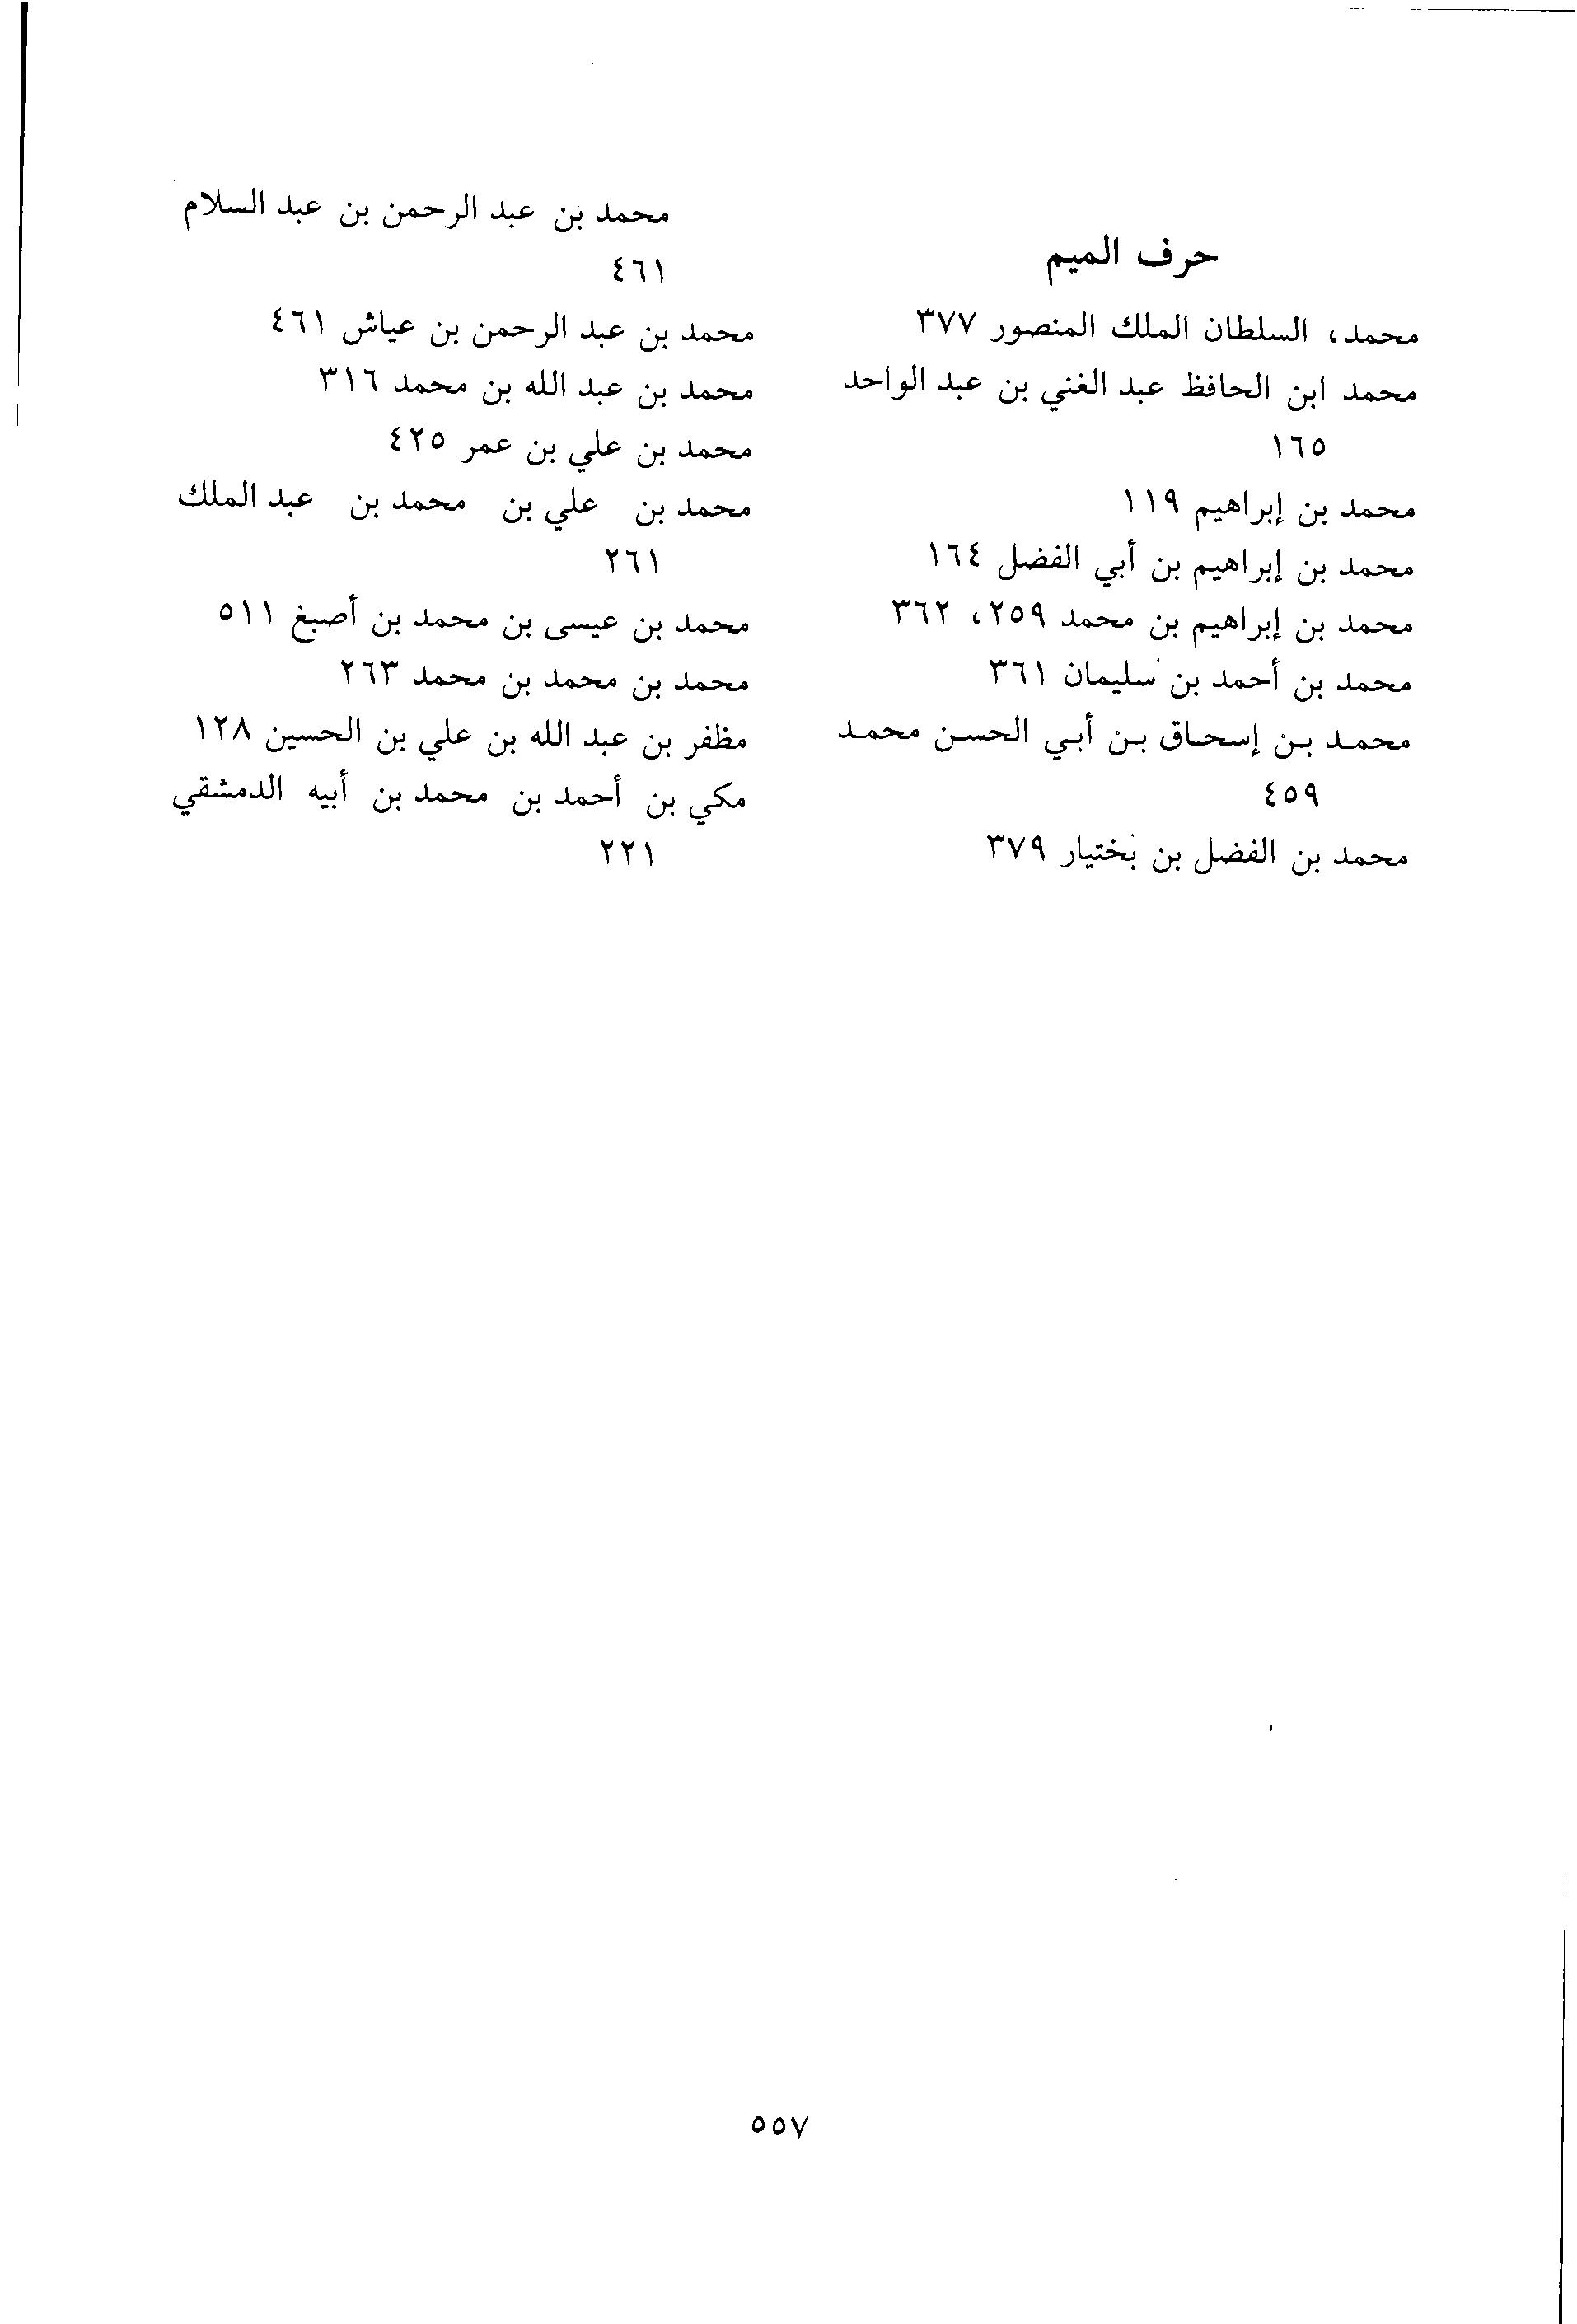 حرف الميم
محمد، السلطان الملك المنصور ٣٧٧
محمد ابن الحافظ عبد الغني بن عبد الواحد
١٦٥
محمد بن إبراهيم ١١٩
محمد بن إبراهيم بن أبي الفضل ١٦٤
محمد بن إبراهيم بن محمد ٢٥٩، ٣٦٢
محمد بن أحمد بن سليمان ٣٦١
محمد بن إسحاق بن أبي الحسن محمد
٤٥٩
محمد بن الفضل بن بختيار ٣٧٩
محمد بن عبد الرحمن بن عبد السلام
٤٦١
محمد بن عبد الرحمن بن عياش ٤٦١
محمد بن عبد الله بن محمد ٣١٦
محمد بن علي بن عمر ٤٢٥
محمد بن علي بن محمد بن عبد الملك
٢٦١
محمد بن عيسى بن محمد بن أصبغ ٥١١
محمد بن محمد بن محمد ٢٦٣
مظفر بن عبد الله بن علي بن الحسين ١٢٨
مكي بن أحمد بن محمد بن أبيه الدمشقي
٢٢١
٥٥٧